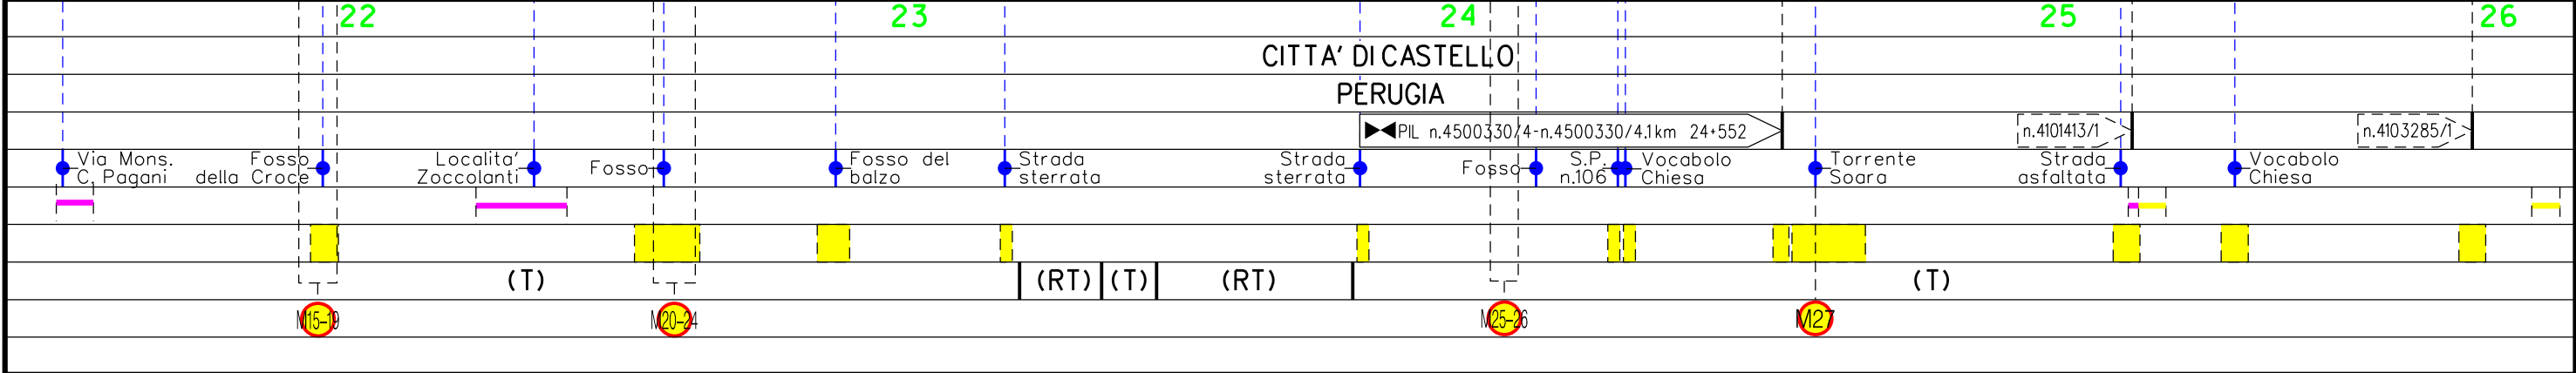 22 23 24 25 26
CITTA' DI CASTELLO
PERUGIA
PIL n.4500330/4-n.4500330/4.1km 24+552 n.4101413/1 n.4103285/1
Via Mons.
C. Pagani
Fosso
della Croce
Localita'
Zoccolanti
Fosso
Fosso del
balzo
Strada
sterrata
Strada
sterrata
Fosso
S.P.
n.106
Vocabolo
Chiesa
Torrente
Soara
Strada
asfaltata
Vocabolo
Chiesa
(T) (RT) (T) (RT) (T)
M15-19 M20-24 M25-26 M27